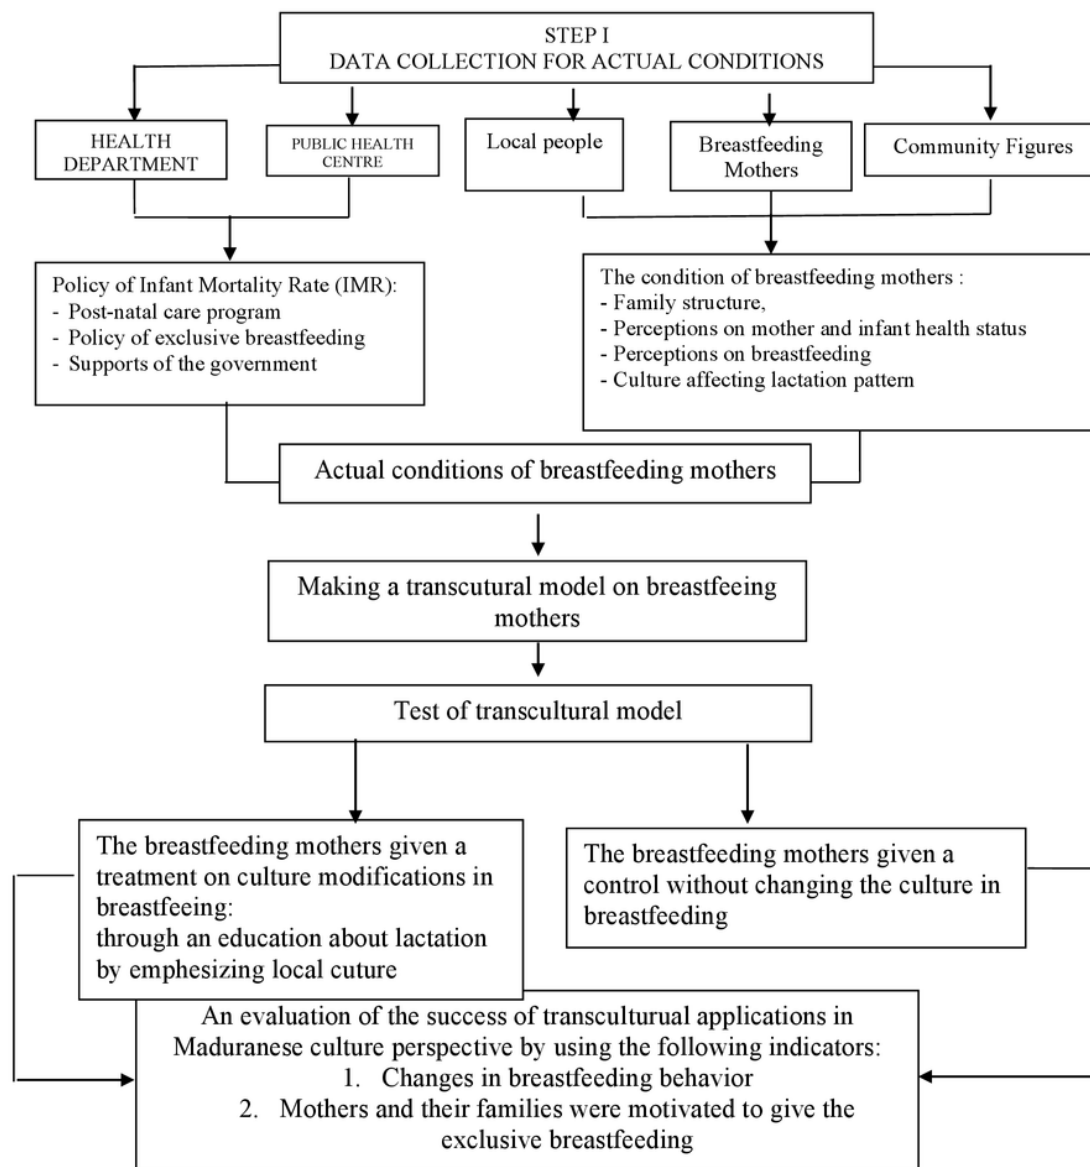 STEP I
DATA COLLECTION FOR ACTUAL CONDITIONS
HEALTH
DEPARTMENT
PUBLIC HEALTH
CENTRE
Local people
Breastfeeding
Mothers
Community Figures
Policy of Infant Mortality Rate (IMR):
- Post-natal care program
- Policy of exclusive breastfeeding
- Supports of the government
The condition of breastfeeding mothers :
- Family structure,
- Perceptions on mother and infant health status
- Perceptions on breastfeeding
- Culture affecting lactation pattern
Actual conditions of breastfeeding mothers
Making a transcutural model on breastfeeing
mothers
Test of transcultural model
The breastfeeding mothers given a
treatment on culture modifications in
breastfeeing:
through an education about lactation
by emphesizing local cuture
The breastfeeding mothers given a
control without changing the culture in
breastfeeding
An evaluation of the success of transculturual applications in
Maduranese culture perspective by using the following indicators:
1. Changes in breastfeeding behavior
2. Mothers and their families were motivated to give the
exclusive breastfeeding